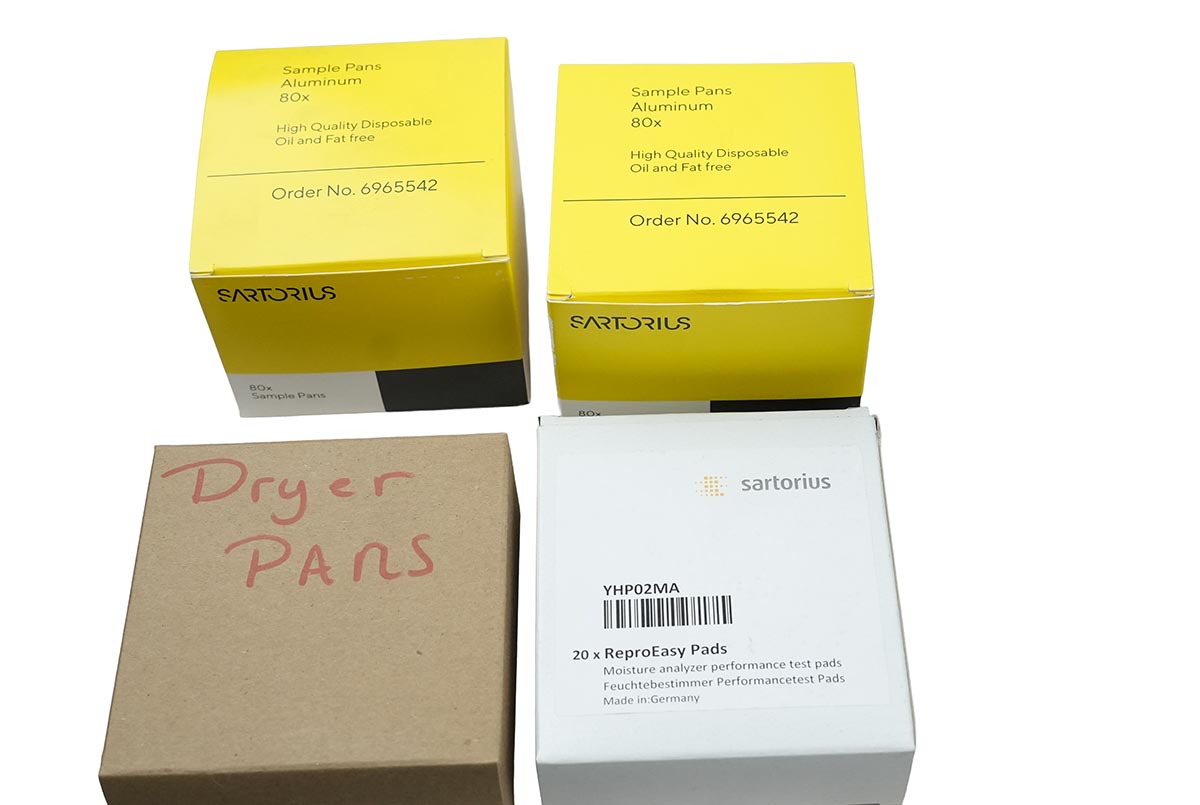 Sample Pans
Aluminum
80x
High Quality Disposable
Oil and Fat free
Order No. 6965542
SARTORIUS
80x
Sample Pans
Sample Pans
Aluminum
80x
High Quality Disposable
Oil and Fat free
Order No. 6965542
SARTORIUS
80x
Dryer
PANS
sartorius
YHP02MA
20 x ReproEasy Pads
Moisture analyzer performance test pads
Feuchtebestimmer Performancetest Pads
Made in:Germany